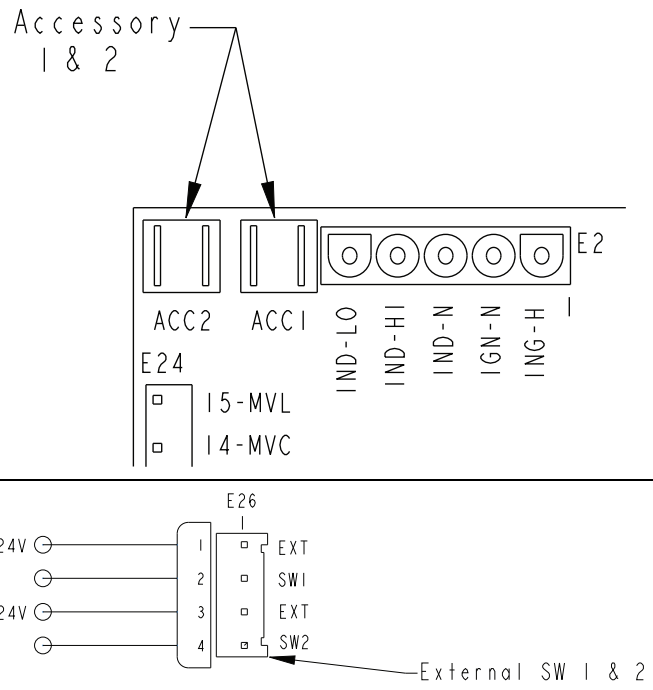 Accessory
1 & 2
E2
ACC2 ACC1
1
IND-LO
IND-HI
IND-N
IGN-N
ING-H
E24
15-MVL
14-MVC
E26
1
24V 1 EXT
2 SW1
24V 3 EXT
4 SW2
External SW 1 & 2